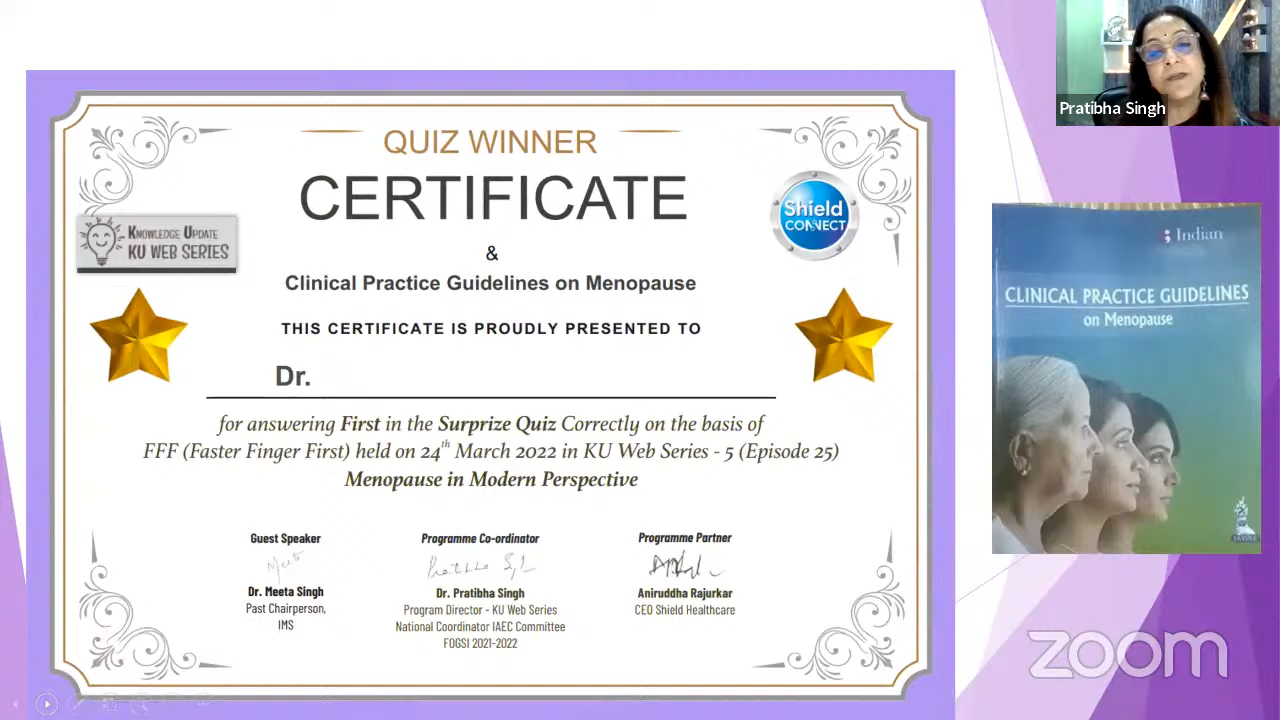 QUIZ WINNER
CERTIFICATE
&
Clinical Practice Guidelines on Menopause
THIS CERTIFICATE IS PROUDLY PRESENTED TO
Dr.
for answering First in the Surprize Quiz Correctly on the basis of
FFF (Faster Finger First) held on 24th March 2022 in KU Web Series - 5 (Episode 25)
Menopause in Modern Perspective
KNOWLEDGE UPDATE
KU WEB SERIES
Shield
CONNECT
Guest Speaker
Meeta
Dr. Meeta Singh
Past Chairperson,
IMS
Programme Co-ordinator
Dr. Pratibha Singh
Program Director - KU Web Series
National Coordinator IAEC Committee
FOGSI 2021-2022
Programme Partner
Aniruddha Rajurkar
CEO Shield Healthcare
Pratibha Singh
Indian
CLINICAL PRACTICE GUIDELINES
on Menopause
JAYPEE
zoom